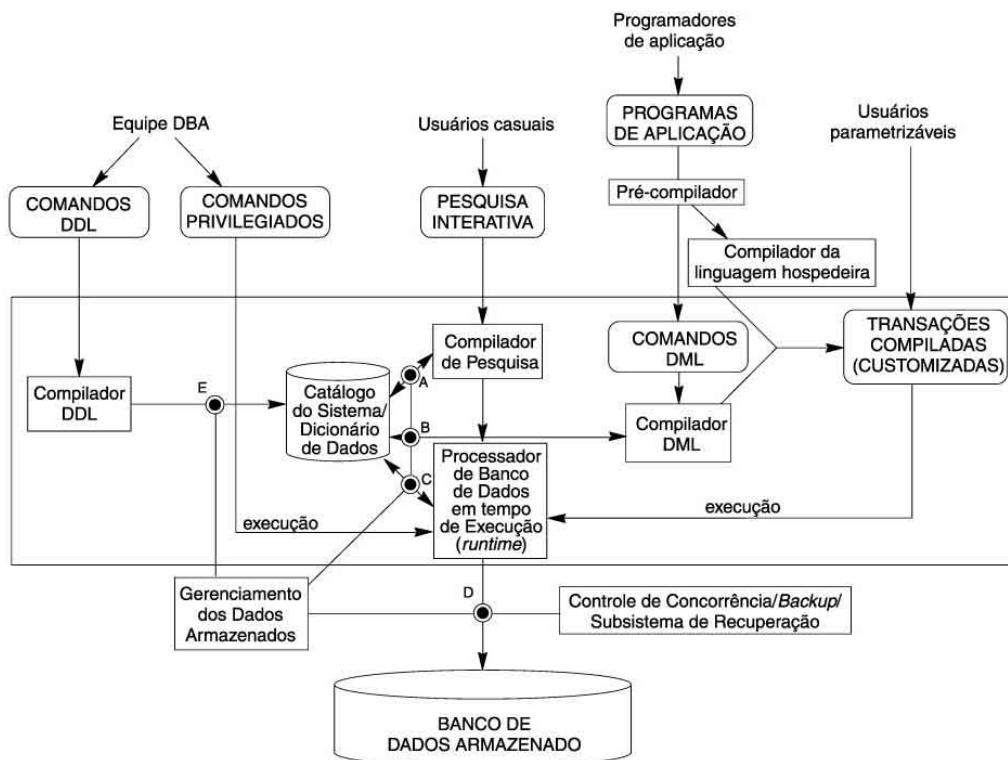 Programadores
de aplicação
Equipe DBA
Usuários casuais
PROGRAMAS
DE APLICAÇÃO
Usuários
parametrizáveis
COMANDOS
DDL
COMANDOS
PRIVILEGIADOS
PESQUISA
INTERATIVA
Pré-compilador
Compilador da
linguagem hospedeira
Compilador
DDL
E
Catálogo
do Sistema/
Dicionário
de Dados
A
B
C
Compilador
de Pesquisa
COMANDOS
DML
TRANSAÇÕES
COMPILADAS
(CUSTOMIZADAS)
Compilador
DML
Processador
de Banco
de Dados
em tempo
de Execução
(runtime)
execução
execução
Gerenciamento
dos Dados
Armazenados
D
Controle de Concorrência/Backup/
Subsistema de Recuperação
BANCO DE
DADOS ARMAZENADO